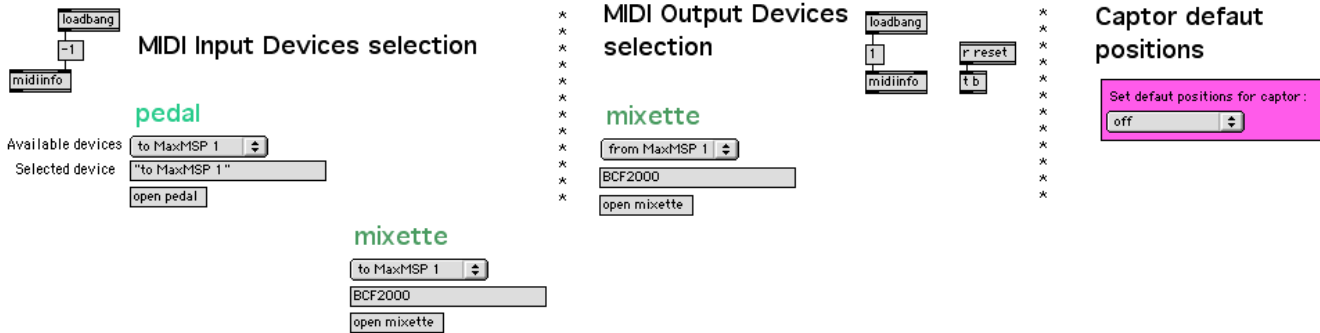 loadbang
-1
midiinfo
MIDI Input Devices selection
pedal
Available devices
to MaxMSP 1
Selected device
"to MaxMSP 1"
open pedal
mixette
to MaxMSP 1
BCF2000
open mixette
*
*
*
*
*
*
*
*
*
*
*
*
MIDI Output Devices
selection
loadbang
1
midiinfo
r reset
t b
mixette
from MaxMSP 1
BCF2000
open mixette
*
*
*
*
*
*
*
*
*
*
*
*
Captor defaut
positions
Set defaut positions for captor:
off